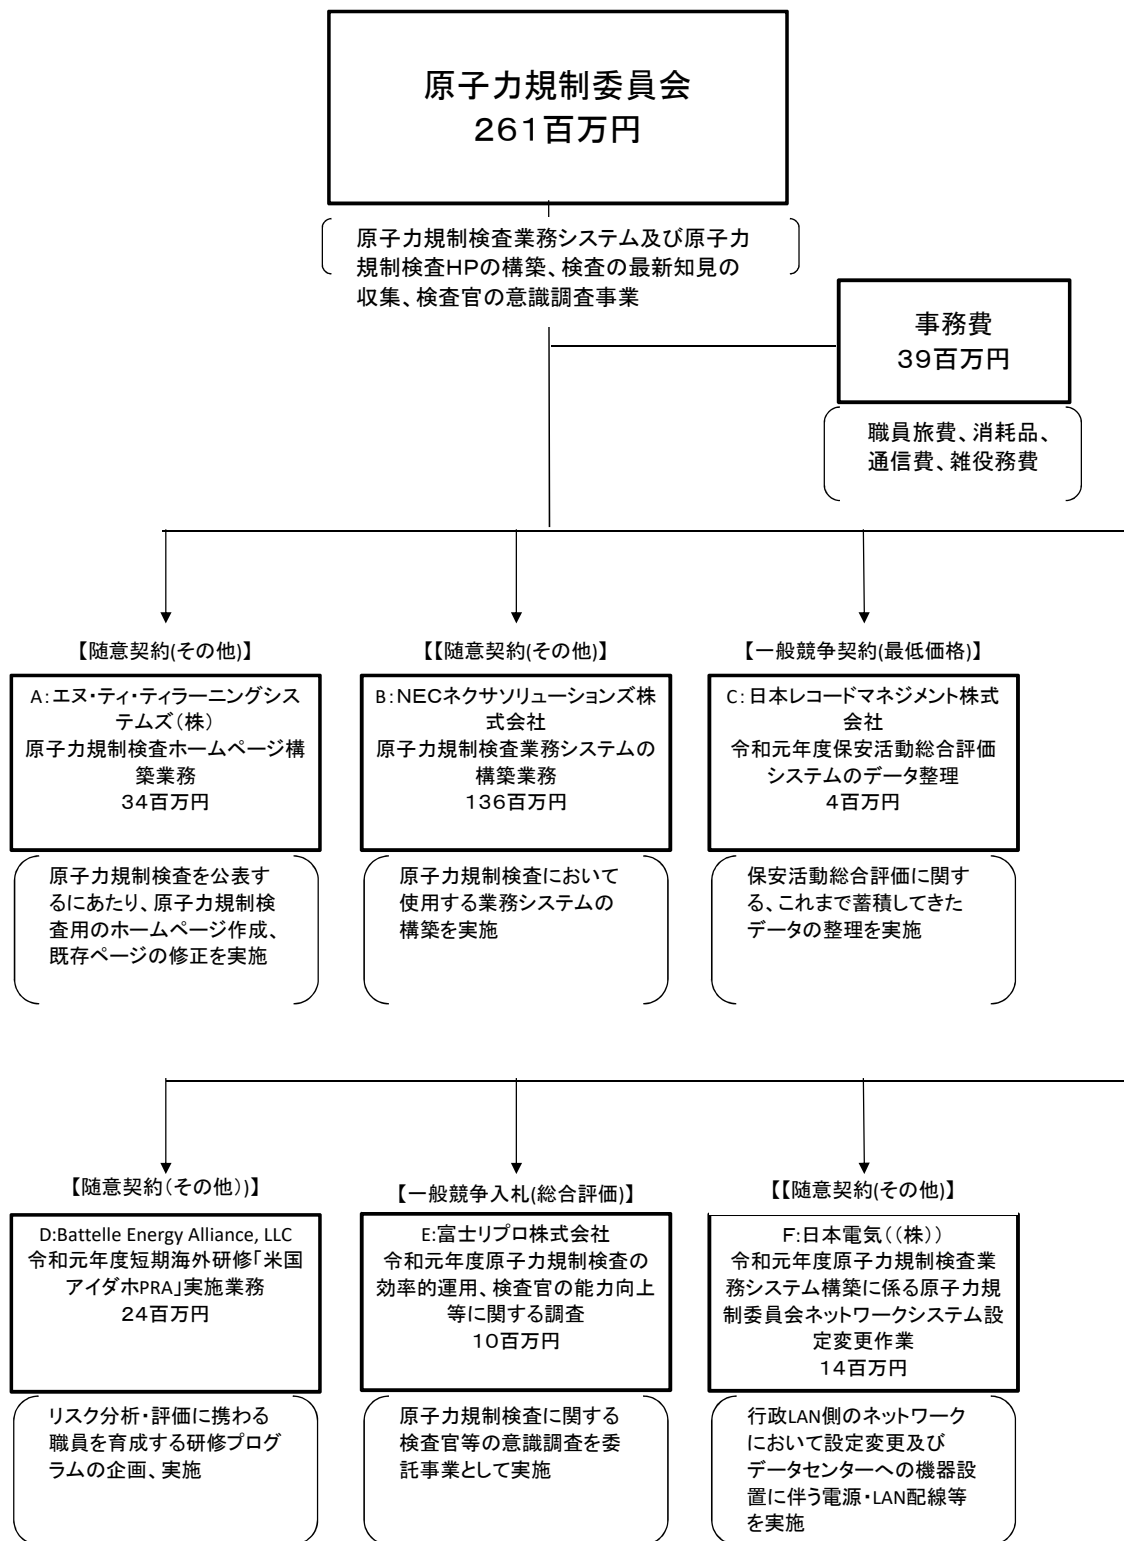 原子力規制委員会
261百万円
原子力規制検査業務システム及び原子力
規制検査HPの構築、検査の最新知見の
収集、検査官の意識調査事業
事務費
39百万円
職員旅費、消耗品、
通信費、雑役務費
【随意契約(その他)】
【【随意契約(その他)】
【一般競争契約(最低価格)】
A:エヌ・ティ・ティラーニングシス
テムズ(株)
原子力規制検査ホームページ構
築業務
34百万円
B:NECネクサソリューションズ株
式会社
原子力規制検査業務システムの
構築業務
136百万円
C:日本レコードマネジメント株式
会社
令和元年度保安活動総合評価
システムのデータ整理
4百万円
原子力規制検査を公表す
るにあたり、原子力規制検
査用のホームページ作成、
既存ページの修正を実施
原子力規制検査において
使用する業務システムの
構築を実施
保安活動総合評価に関す
る、これまで蓄積してきた
データの整理を実施
【随意契約(その他))】
【一般競争入札(総合評価)】
【【随意契約(その他)】
D:Battelle Energy Alliance, LLC
令和元年度短期海外研修「米国
アイダホPRA」実施業務
24百万円
E:富士リプロ株式会社
令和元年度原子力規制検査の
効率的運用、検査官の能力向上
等に関する調査
10百万円
F:日本電気((株))
令和元年度原子力規制検査業
務システム構築に係る原子力規
制委員会ネットワークシステム設
定変更作業
14百万円
リスク分析・評価に携わる
職員を育成する研修プログ
ラムの企画、実施
原子力規制検査に関する
検査官等の意識調査を委
託事業として実施
行政LAN側のネットワーク
において設定変更及び
データセンターへの機器設
置に伴う電源・LAN配線等
を実施